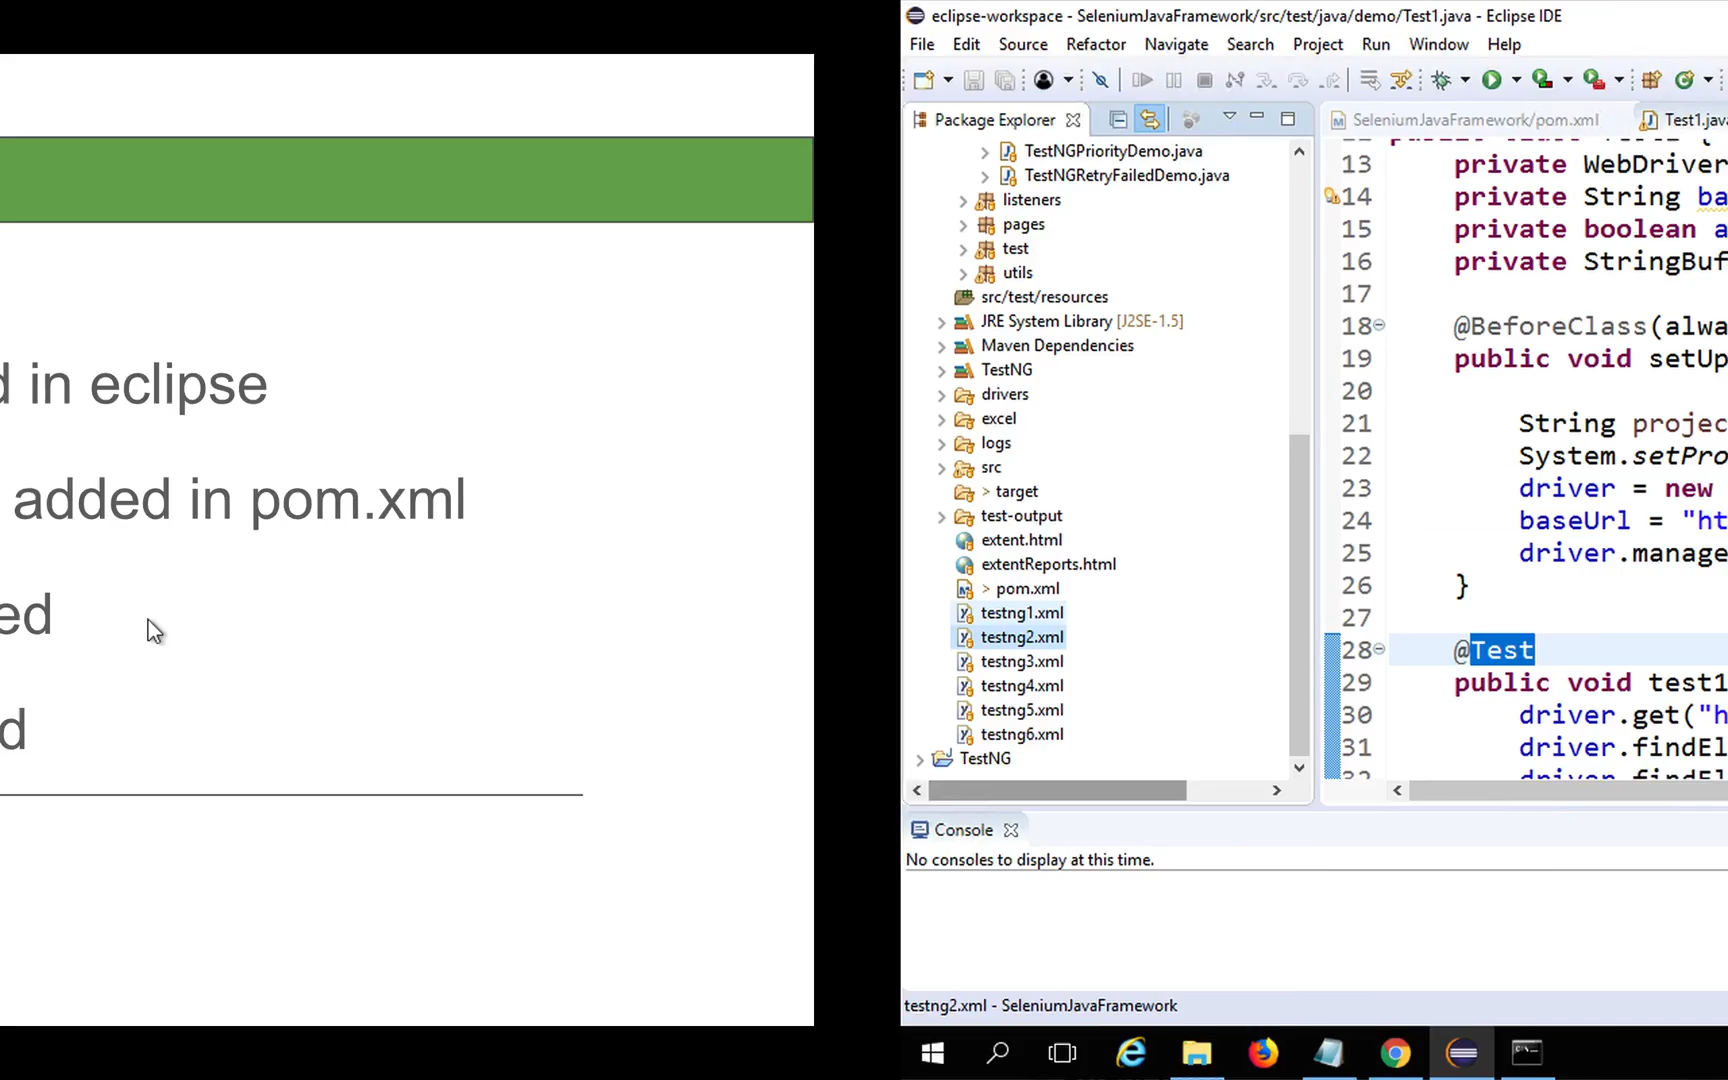 d in eclipse
added in pom.xml
ed
d
eclipse-workspace - SeleniumJavaFramework/src/test/java/demo/Test1.java - Eclipse IDE
File Edit Source Refactor Navigate Search Project Run Window Help
Package Explorer
TestNGPriorityDemo.java
TestNGRetryFailedDemo.java
listeners
pages
test
utils
src/test/resources
JRE System Library [J2SE-1.5]
Maven Dependencies
TestNG
drivers
excel
logs
src
> target
test-output
extent.html
extentReports.html
> pom.xml
testng1.xml
testng2.xml
testng3.xml
testng4.xml
testng5.xml
testng6.xml
TestNG
SeleniumJavaFramework/pom.xml Test1.java
13 private WebDriver
14 private String ba
15 private boolean a
16 private StringBuf
17
18 @BeforeClass(alwa
19 public void setUp
20
21 String projec
22 System.setPro
23 driver = new
24 baseUrl = "ht
25 driver.manage
26 }
27
28 @Test
29 public void test1
30 driver.get("h
31 driver.findEl
32 driver.findEl
Console
No consoles to display at this time.
testng2.xml - SeleniumJavaFramework